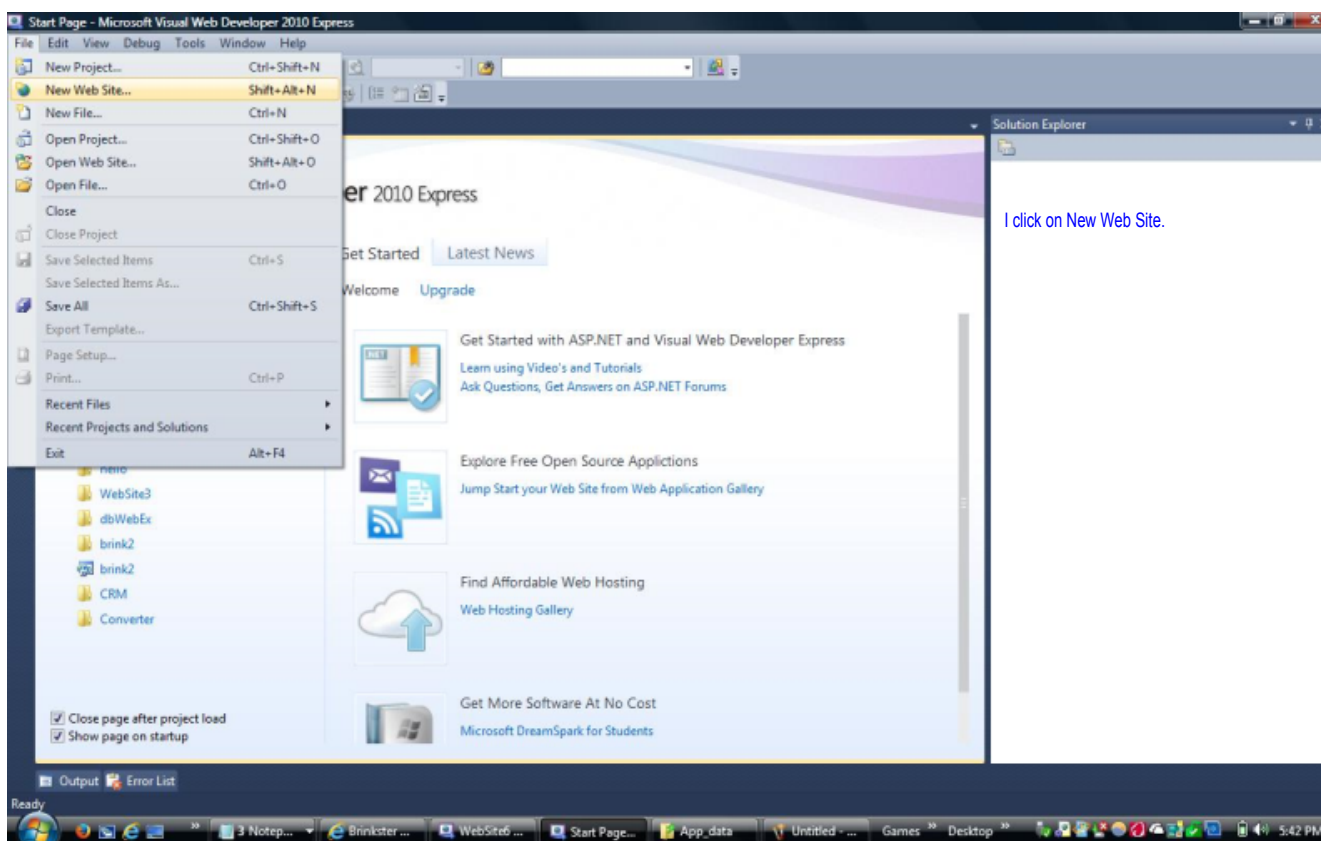 Start Page - Microsoft Visual Web Developer 2010 Express
File Edit View Debug Tools Window Help
New Project... Ctrl+Shift+N
New Web Site... Shift+Alt+N
New File... Ctrl+N
Open Project... Ctrl+Shift+O
Open Web Site... Shift+Alt+O
Open File... Ctrl+O
Close
Close Project
Save Selected Items Ctrl+S
Save Selected Items As...
Save All Ctrl+Shift+S
Export Template...
Page Setup...
Print... Ctrl+P
Recent Files
Recent Projects and Solutions
Exit Alt+F4
hello
WebSite3
dbWebEx
brink2
brink2
CRM
Converter
Close page after project load
Show page on startup
er 2010 Express
Get Started Latest News
Welcome Upgrade
Get Started with ASP.NET and Visual Web Developer Express
Learn using Video's and Tutorials
Ask Questions, Get Answers on ASP.NET Forums
Explore Free Open Source Applictions
Jump Start your Web Site from Web Application Gallery
Find Affordable Web Hosting
Web Hosting Gallery
Get More Software At No Cost
Microsoft DreamSpark for Students
Solution Explorer
I click on New Web Site.
Output Error List
Ready
3 Notep... Brinkster ... WebSite6 ... Start Page... App_data Untitled - ... Games Desktop 5:42 PM